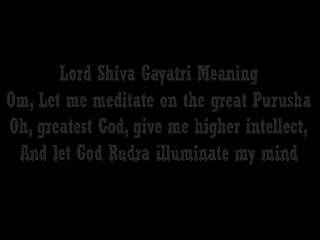 Lord Shiva Gayatri Meaning
Om, Let me meditate on the great Purusha
Oh, greatest God, give me higher intellect,
And let God Rudra illuminate my mind